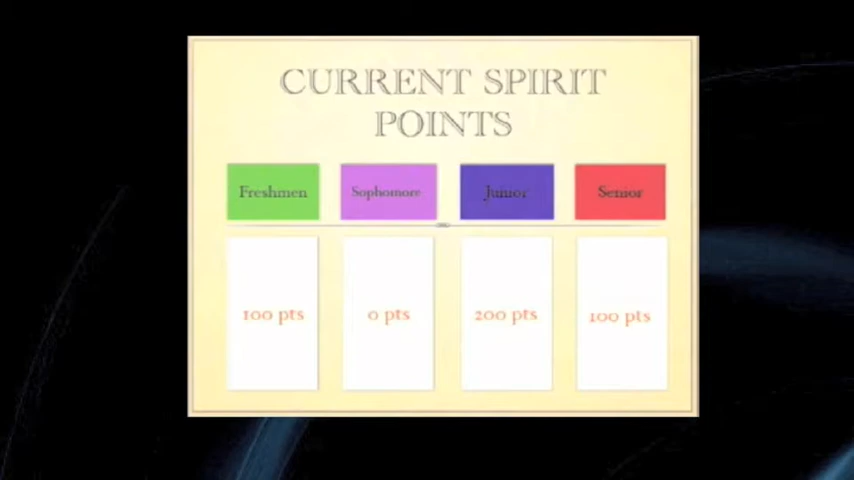 CURRENT SPIRIT
POINTS
Freshmen Sophomore Junior Senior
100 pts 0 pts 200 pts 100 pts